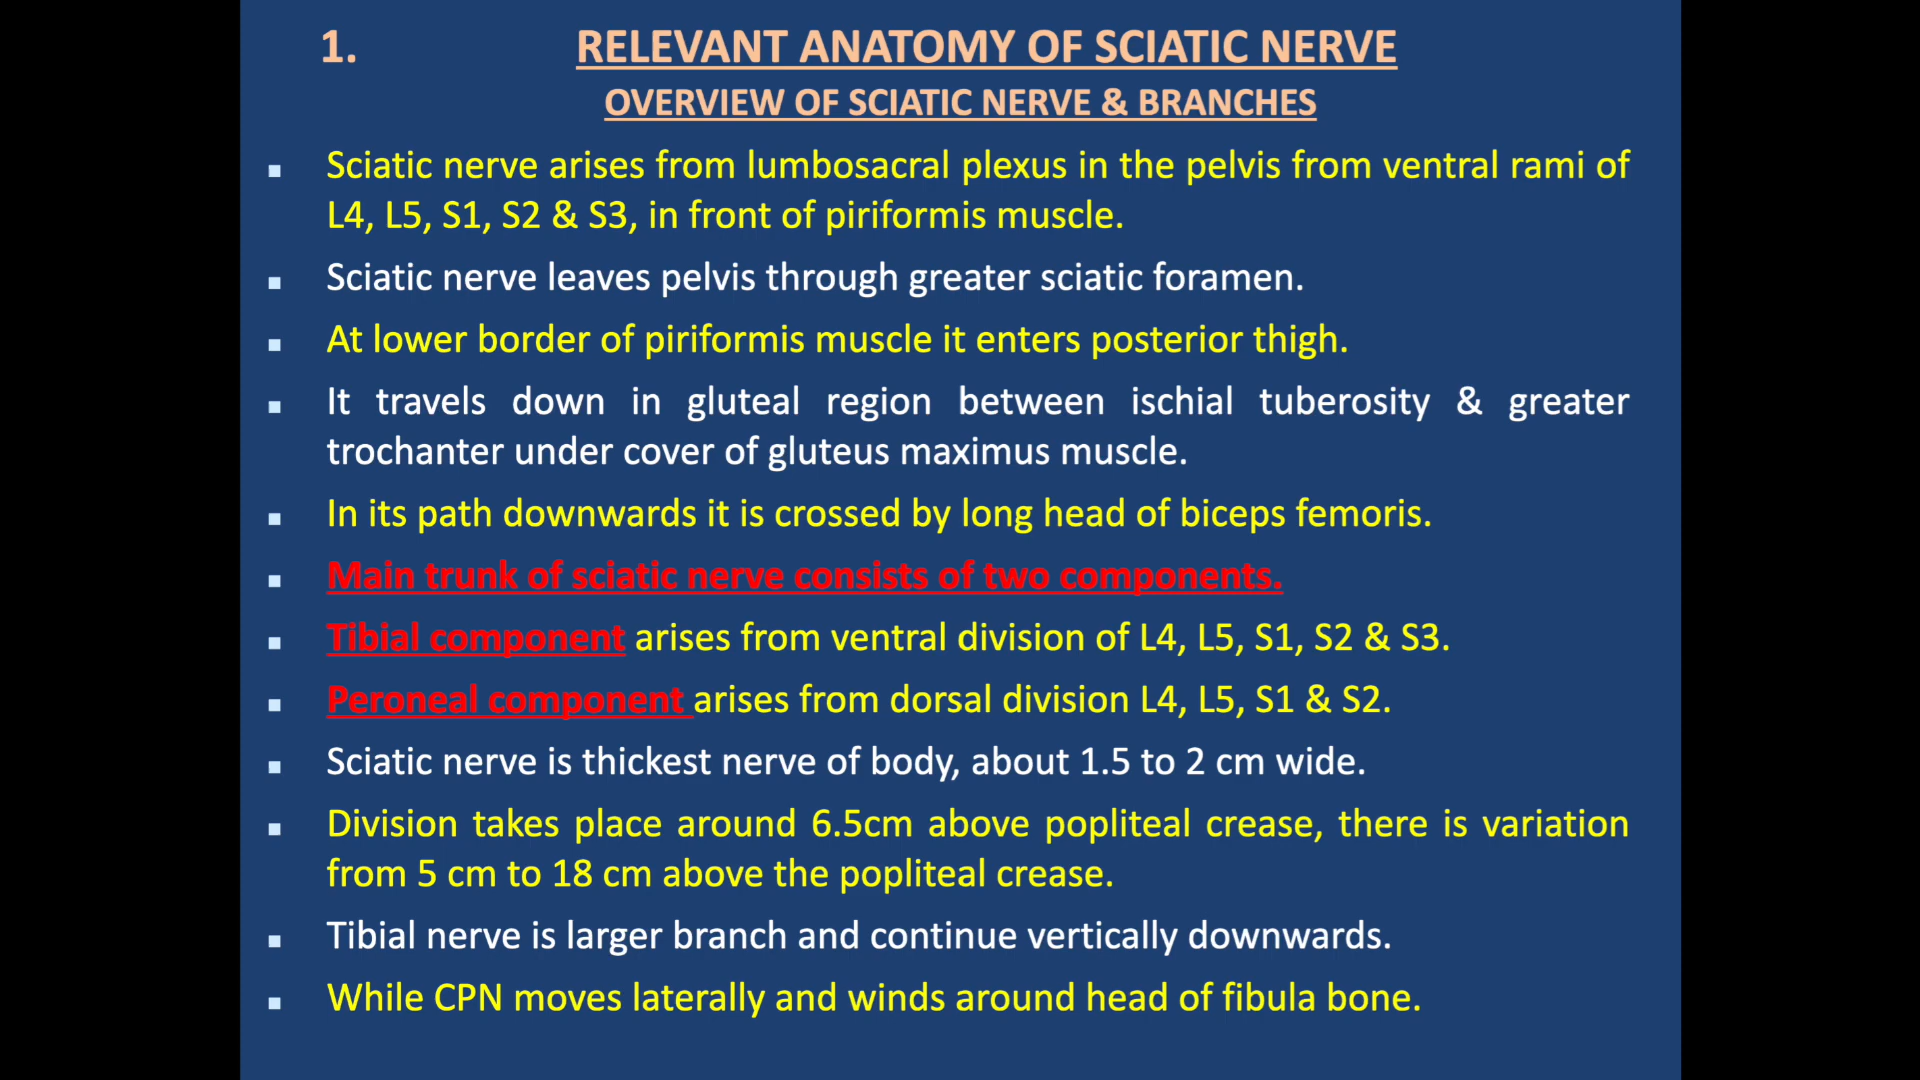 1. RELEVANT ANATOMY OF SCIATIC NERVE
OVERVIEW OF SCIATIC NERVE & BRANCHES
▪ Sciatic nerve arises from lumbosacral plexus in the pelvis from ventral rami of
L4, L5, S1, S2 & S3, in front of piriformis muscle.
▪ Sciatic nerve leaves pelvis through greater sciatic foramen.
▪ At lower border of piriformis muscle it enters posterior thigh.
▪ It travels down in gluteal region between ischial tuberosity & greater
trochanter under cover of gluteus maximus muscle.
▪ In its path downwards it is crossed by long head of biceps femoris.
▪ Main trunk of sciatic nerve consists of two components.
▪ Tibial component arises from ventral division of L4, L5, S1, S2 & S3.
▪ Peroneal component arises from dorsal division L4, L5, S1 & S2.
▪ Sciatic nerve is thickest nerve of body, about 1.5 to 2 cm wide.
▪ Division takes place around 6.5cm above popliteal crease, there is variation
from 5 cm to 18 cm above the popliteal crease.
▪ Tibial nerve is larger branch and continue vertically downwards.
▪ While CPN moves laterally and winds around head of fibula bone.